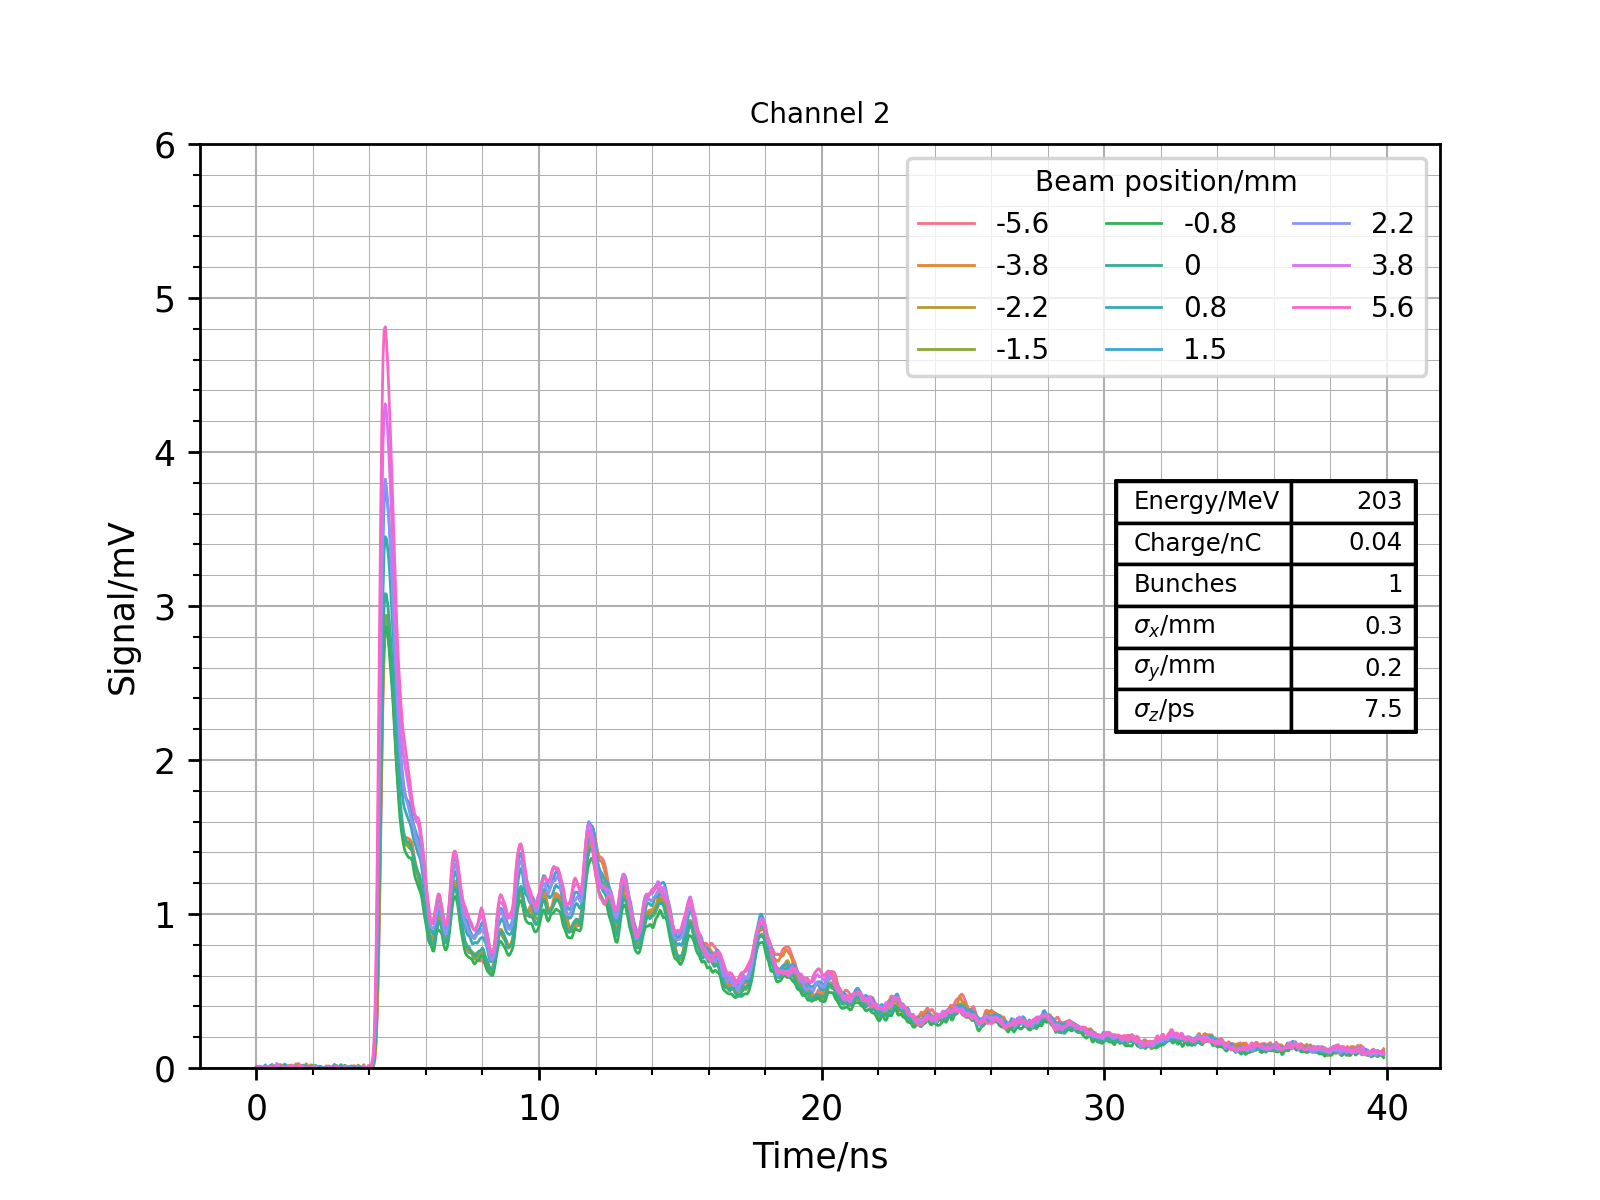 Channel 2
Signal/mV
6
5
4
3
2
1
0
Beam position/mm
-5.6 -0.8 2.2
-3.8 0 3.8
-2.2 0.8 5.6
-1.5 1.5
Energy/MeV 203
Charge/nC 0.04
Bunches 1
σx/mm 0.3
σy/mm 0.2
σz/ps 7.5
0 10 20 30 40
Time/ns